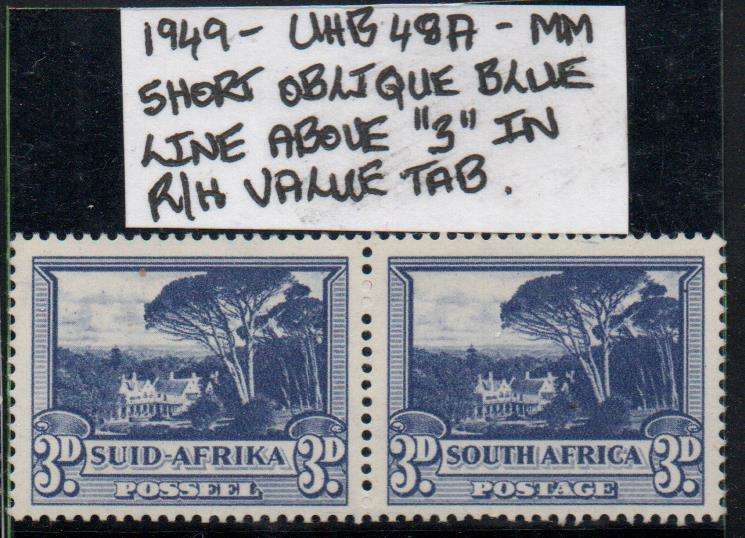 1949 - UHB 48A - MM
SHORT OBLIQUE BLUE
LINE ABOVE "3" IN
R/H VALUE TAB.
3D. SUID-AFRIKA 3D.
POSSEEL
3D. SOUTH AFRICA 3D.
POSTAGE